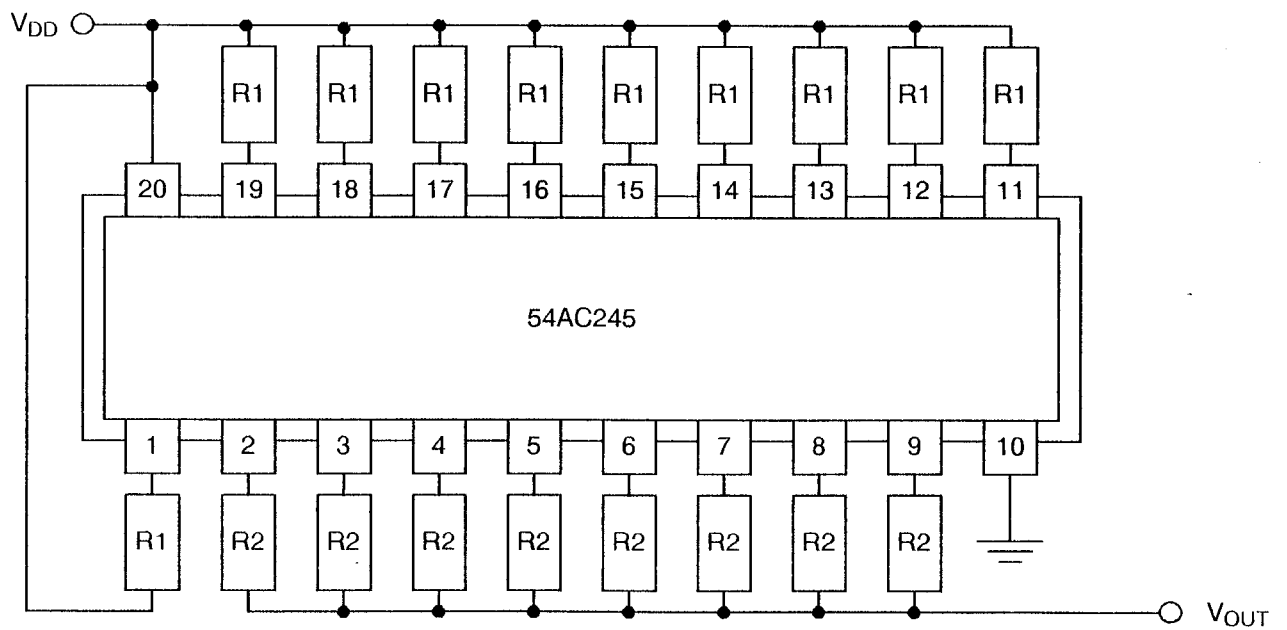 V_DD
R1 R1 R1 R1 R1 R1 R1 R1 R1
20 19 18 17 16 15 14 13 12 11
54AC245
1 2 3 4 5 6 7 8 9 10
R1 R2 R2 R2 R2 R2 R2 R2 R2
V_OUT